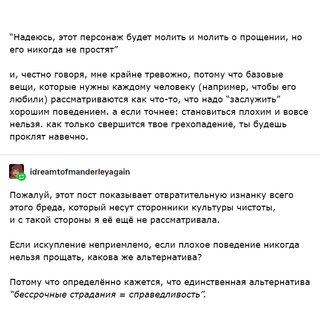 “Надеюсь, этот персонаж будет молить и молить о прощении, но
его никогда не простят”
и, честно говоря, мне крайне тревожно, потому что базовые
вещи, которые нужны каждому человеку (например, чтобы его
любили) рассматриваются как что-то, что надо “заслужить”
хорошим поведением. а если точнее: становиться плохим и вовсе
нельзя. как только свершится твое грехопадение, ты будешь
проклят навечно.
idreamtofmanderleyagain
Пожалуй, этот пост показывает отвратительную изнанку всего
этого бреда, который несут сторонники культуры чистоты,
и с такой стороны я её ещё не рассматривала.
Если искупление неприемлемо, если плохое поведение никогда
нельзя прощать, какова же альтернатива?
Потому что определённо кажется, что единственная альтернатива
“бессрочные страдания = справедливость”.